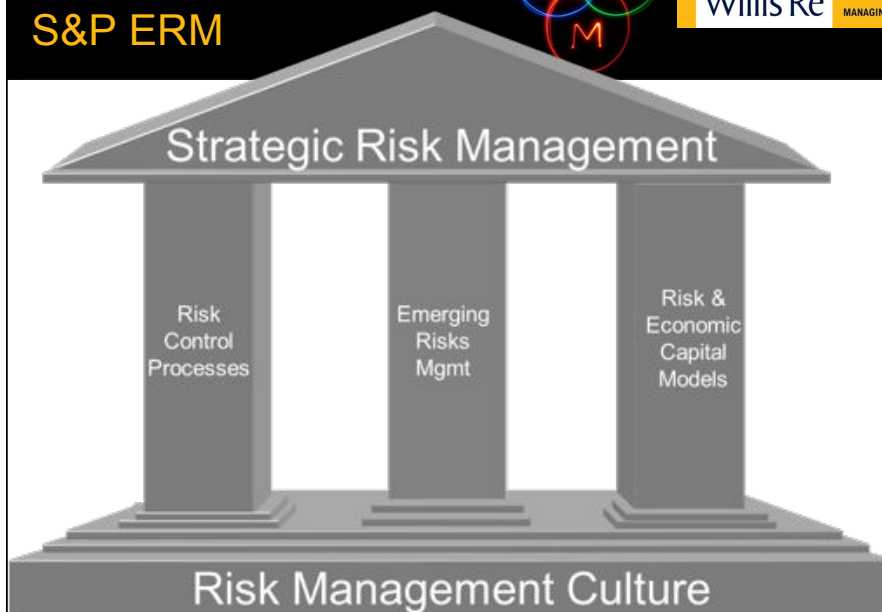 S&P ERM
M
Willis Re
Strategic Risk Management
Risk
Control
Processes
Emerging
Risks
Mgmt
Risk &
Economic
Capital
Models
Risk Management Culture